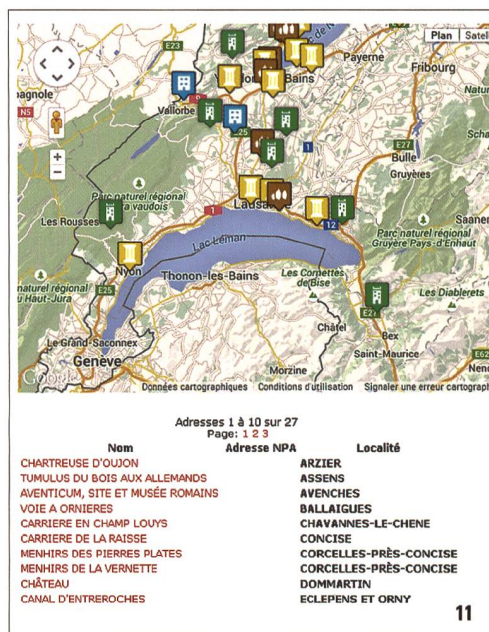 E23
Payerne
Plan
Satel
Fribourg
Bains
pagnole
N5
Vallorbe
E25
1
E27
Bulle
Gruyères
Parc naturel régional
vaudois
Les Rousses
1
Lausa
12
Saanen
Parc naturel régional
Gruyère Pays-d'Enhaut
Lac Léman
Nyon
naturel régional
u Haut-Jura
E25
Thonon-les-Bains
Les Cornettes
de Bise
Les Diablerets
E27
Châtel
Bex
Le Grand-Saconnex
Saint-Maurice
E62
Genève
Morzine
Google
Données cartographiques
Conditions d'utilisation
Signaler une erreur cartograph
Adresses 1 à 10 sur 27
Page: 1 2 3
Nom Adresse NPA Localité
CHARTREUSE D'OUJON ARZIER
TUMULUS DU BOIS AUX ALLEMANDS ASSENS
AVENTICUM, SITE ET MUSÉE ROMAINS AVENCHES
VOIE A ORNIERES BALLAIGUES
CARRIERE EN CHAMP LOUYS CHAVANNES-LE-CHENE
CARRIERE DE LA RAISSE CONCISE
MENHIRS DES PIERRES PLATES CORCELLES-PRÈS-CONCISE
MENHIRS DE LA VERNETTE CORCELLES-PRÈS-CONCISE
CHÂTEAU DOMMARTIN
CANAL D'ENTREROCHES ECLEPENS ET ORNY
11